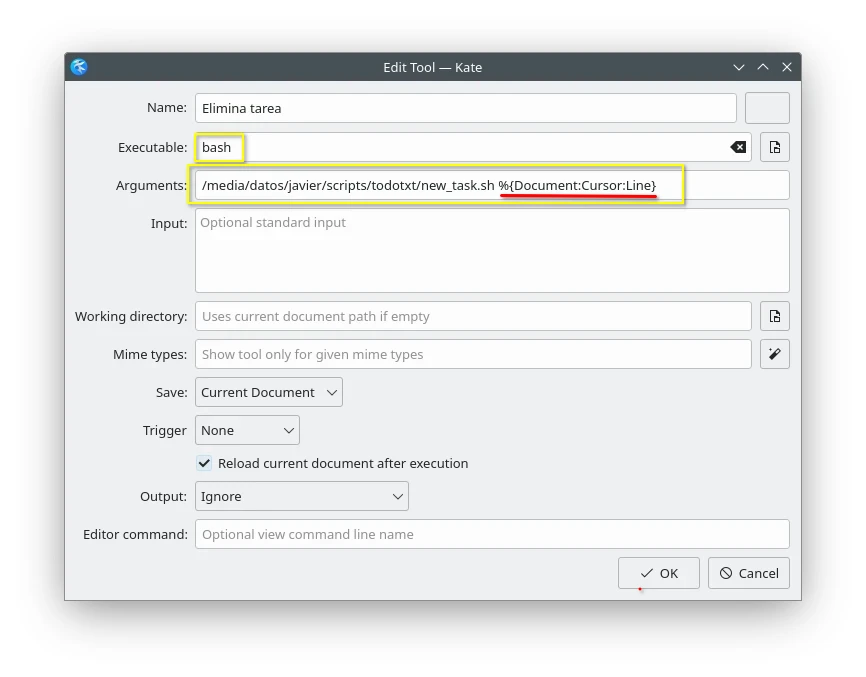 Edit Tool — Kate
Name: Elimina tarea
Executable: bash
Arguments: /media/datos/javier/scripts/todotxt/new_task.sh %{Document:Cursor:Line}
Input: Optional standard input
Working directory: Uses current document path if empty
Mime types: Show tool only for given mime types
Save: Current Document
Trigger None
Reload current document after execution
Output: Ignore
Editor command: Optional view command line name
OK Cancel